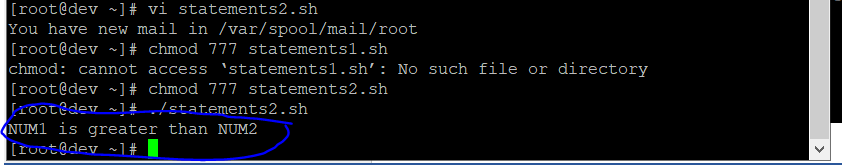 [root@dev ~]# vi statements2.sh
You have new mail in /var/spool/mail/root
[root@dev ~]# chmod 777 statements1.sh
chmod: cannot access ‘statements1.sh’: No such file or directory
[root@dev ~]# chmod 777 statements2.sh
[root@dev ~]# ./statements2.sh
NUM1 is greater than NUM2
[root@dev ~]#